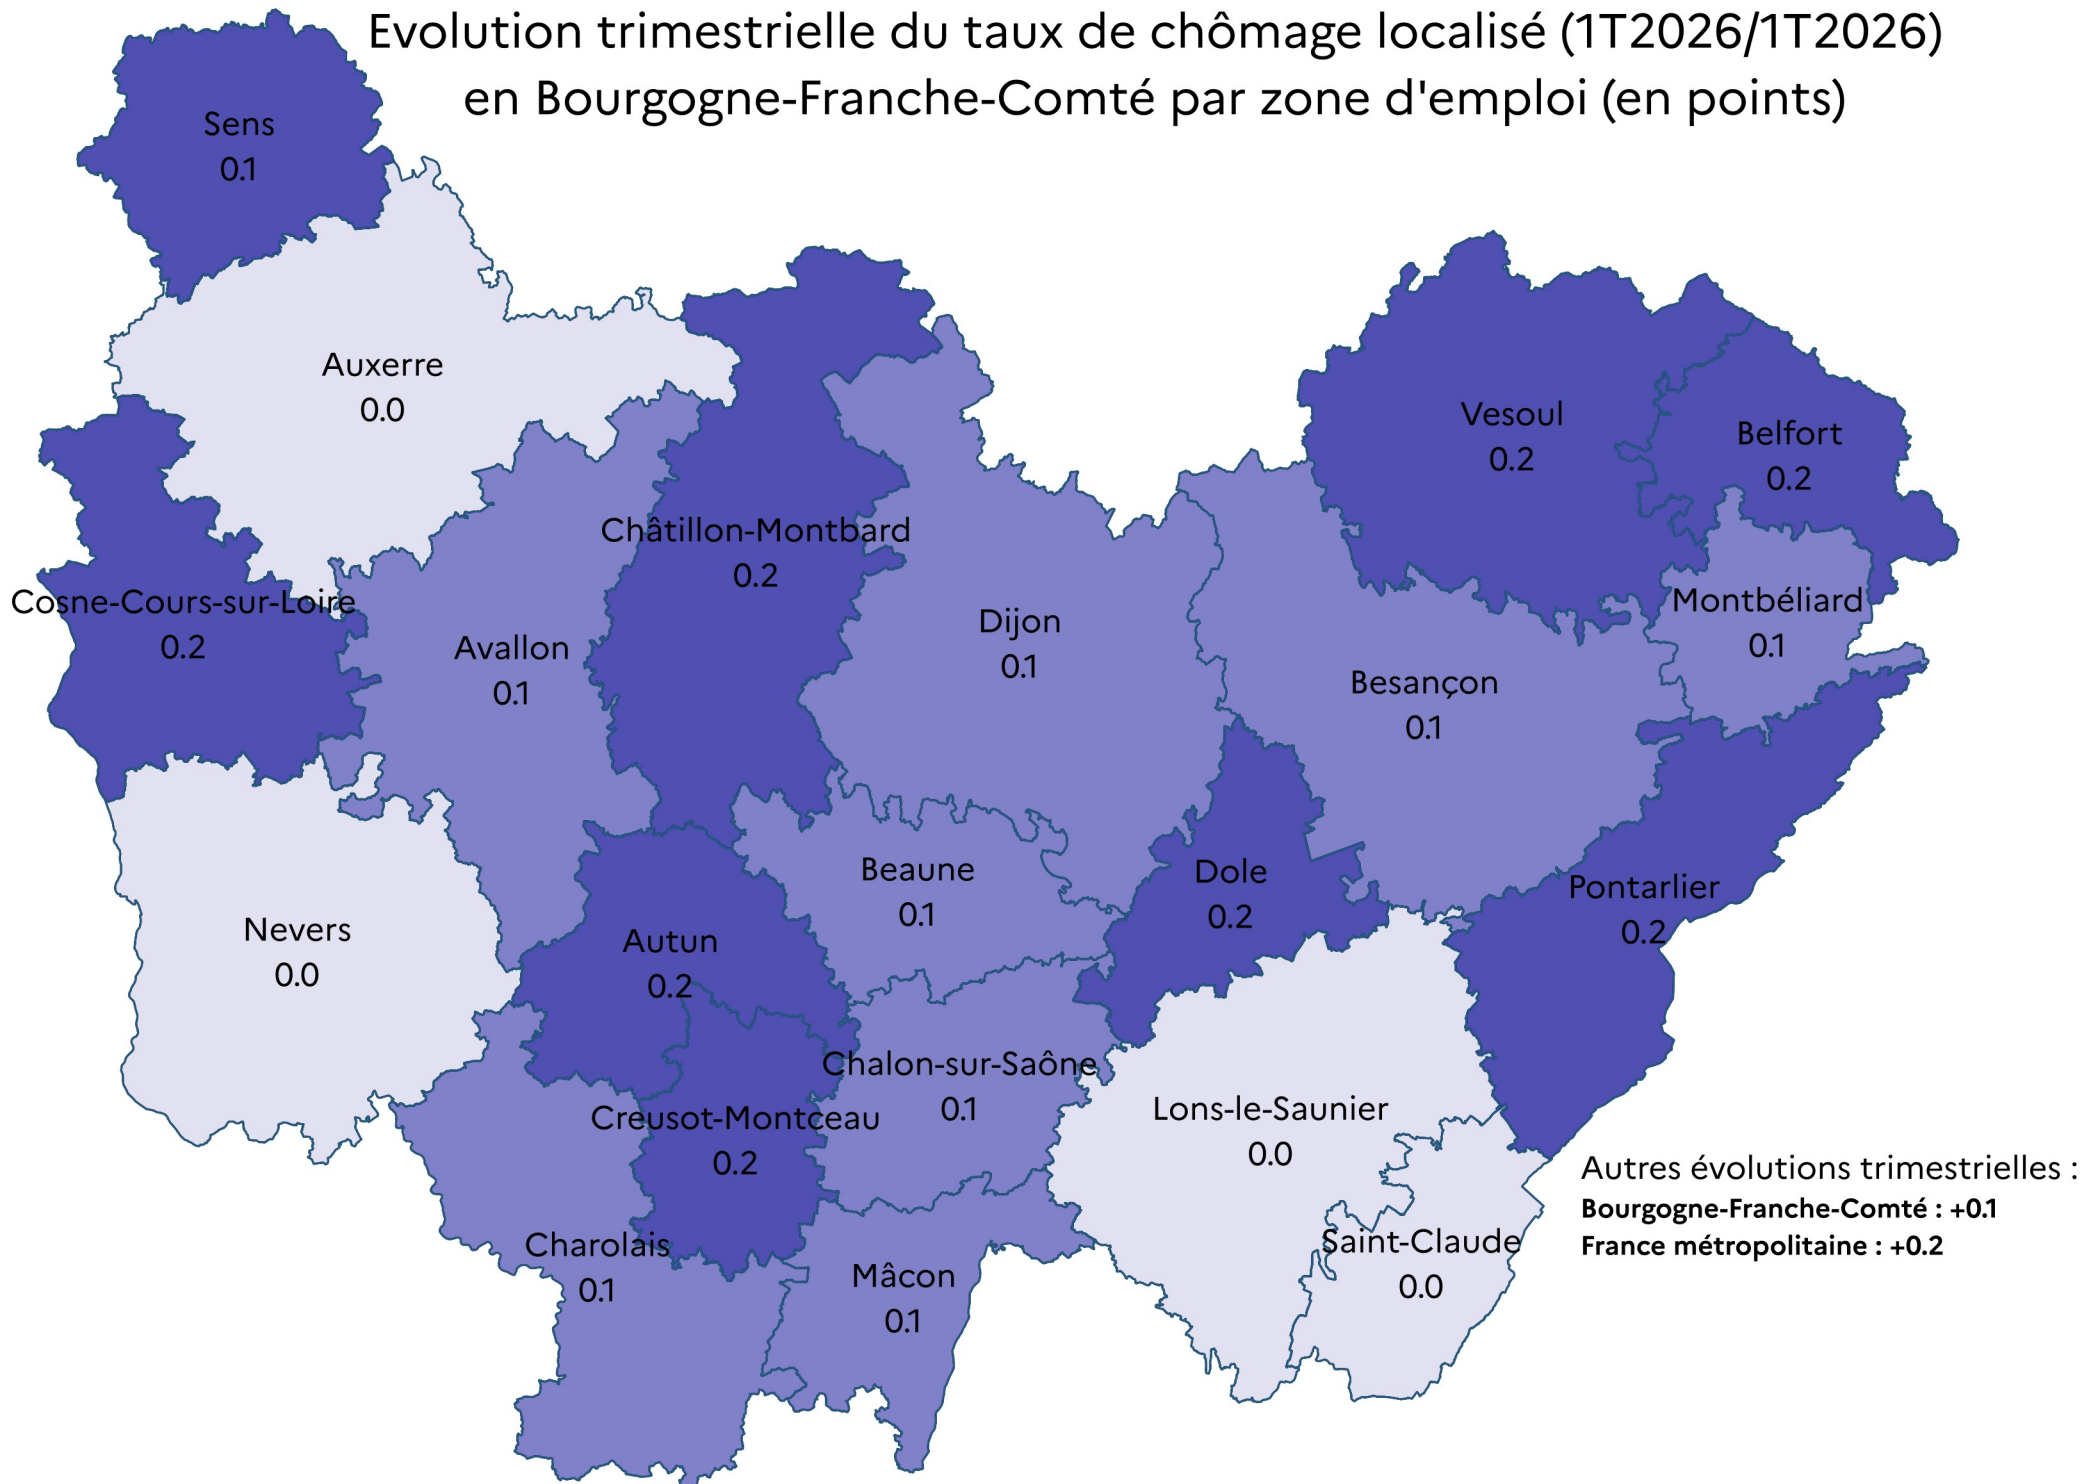 Evolution trimestrielle du taux de chômage localisé (1T2026/1T2026)
en Bourgogne-Franche-Comté par zone d'emploi (en points)
Sens
0.1
Auxerre
0.0
Vesoul
0.2
Belfort
0.2
Châtillon-Montbard
0.2
Cosne-Cours-sur-Loire
0.2
Avallon
0.1
Dijon
0.1
Montbéliard
0.1
Besançon
0.1
Beaune
0.1
Dole
0.2
Pontarlier
0.2
Nevers
0.0
Autun
0.2
Chalon-sur-Saône
0.1
Creusot-Montceau
0.2
Lons-le-Saunier
0.0
Autres évolutions trimestrielles :
Bourgogne-Franche-Comté : +0.1
France métropolitaine : +0.2
Charolais
0.1
Mâcon
0.1
Saint-Claude
0.0